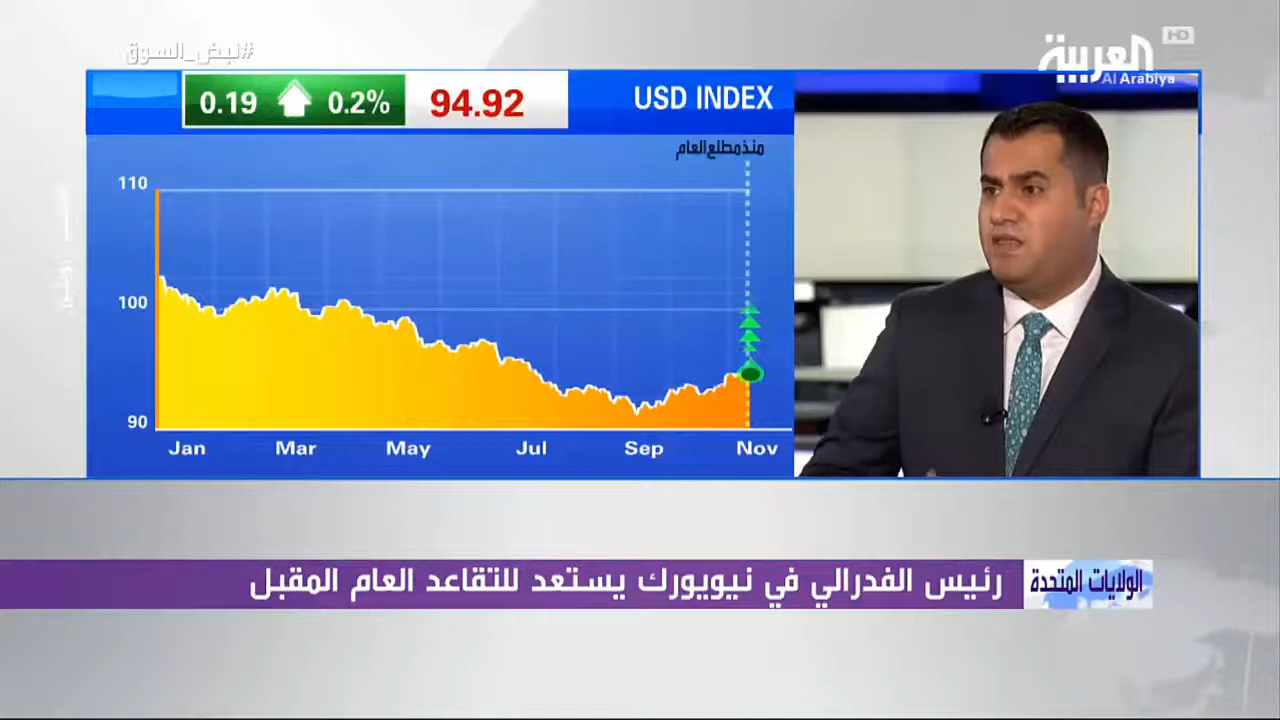 #نبض_السوق
HD
العربية
Al Arabiya
0.19
0.2%
94.92
USD INDEX
منذ مطلع العام
110
100
90
Jan
Mar
May
Jul
Sep
Nov
الولايات المتحدة
رئيس الفدرالي في نيويورك يستعد للتقاعد العام المقبل